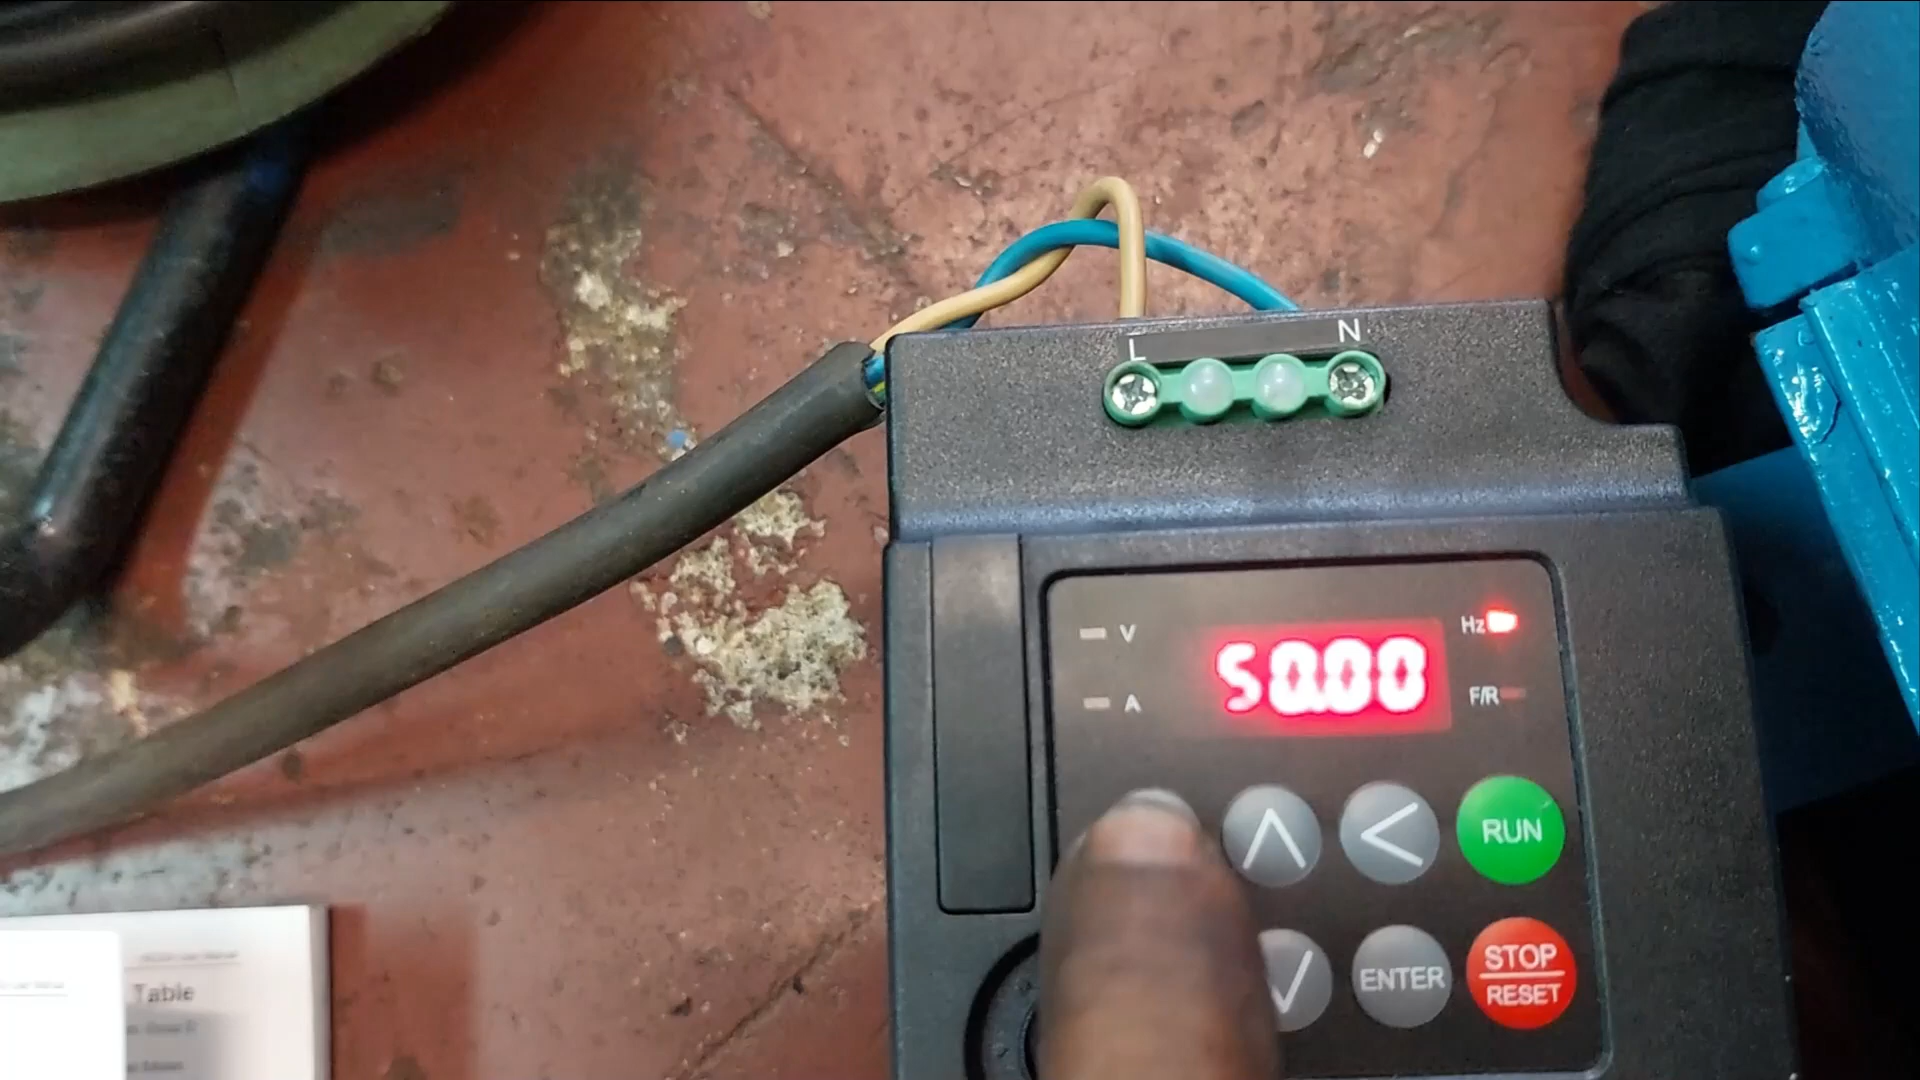 L N
V
50.00
Hz
A
F/R
RUN
ENTER
STOP
RESET
Table